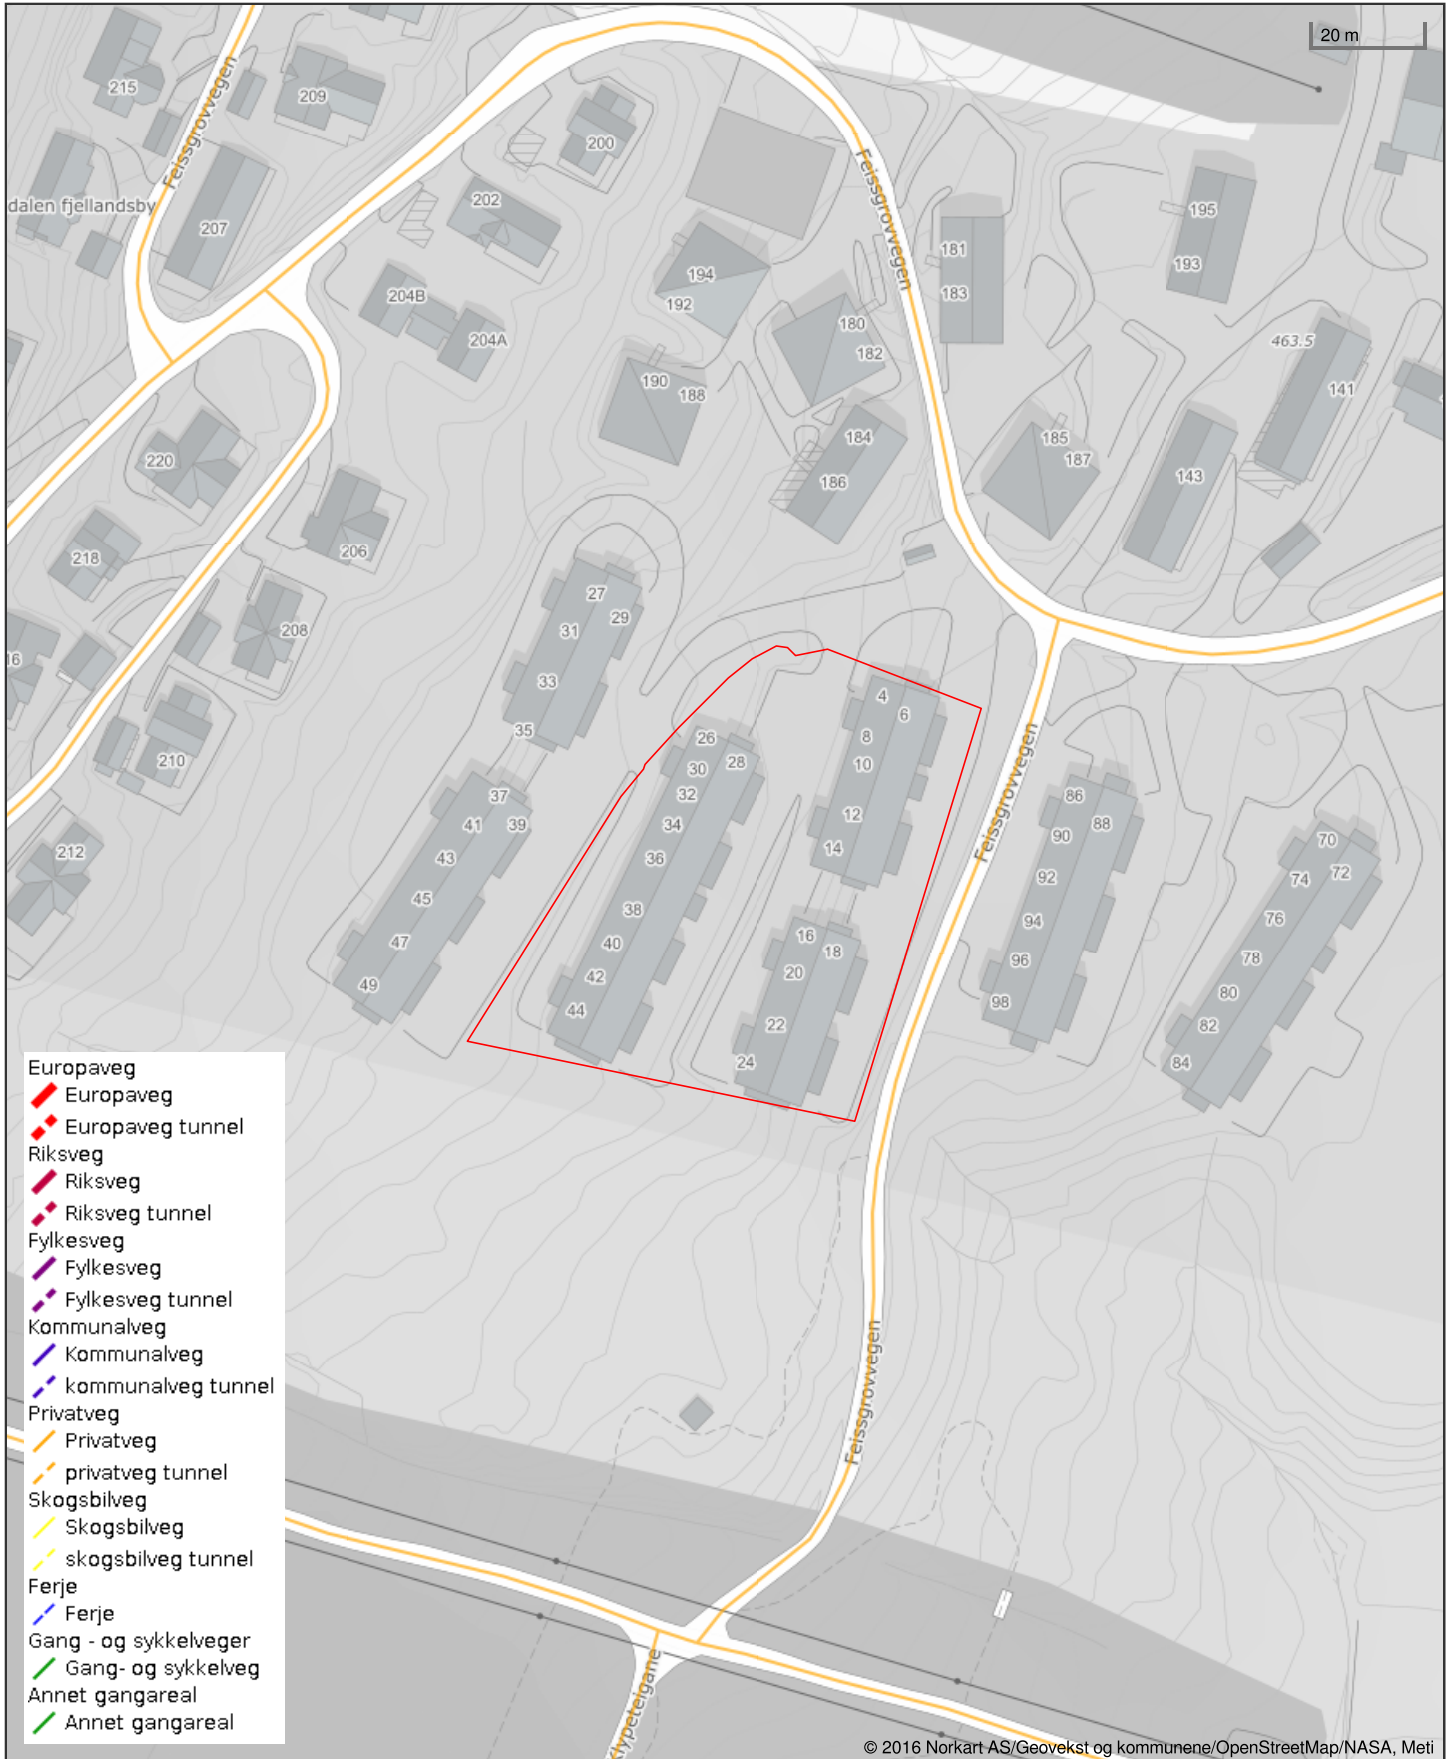 20 m
215
209
Feissgrovvegen
200
dalen fjellandsby
202
207
Feissgrovvegen
195
181
193
194
204B
192
183
180
204A
182
463.5
190
188
141
184
185
187
220
186
143
218
206
27
29
31
208
16
33
4
6
35
26
8
28
30
10
Feissgrovvegen
210
37
32
86
41
39
34
12
88
90
70
212
43
36
14
92
74
72
45
38
94
76
47
40
16
18
96
78
49
42
20
98
80
44
22
82
24
84
Europaveg
Europaveg
Europaveg tunnel
Riksveg
Riksveg
Riksveg tunnel
Fylkesveg
Fylkesveg
Fylkesveg tunnel
Kommunalveg
Kommunalveg
kommunalveg tunnel
Privatveg
Privatveg
privatveg tunnel
Skogsbilveg
Skogsbilveg
skogsbilveg tunnel
Ferje
Ferje
Gang - og sykkelveger
Gang- og sykkelveg
Annet gangareal
Annet gangareal
Feissgrovvegen
Klypeteigane
© 2016 Norkart AS/Geovekst og kommunene/OpenStreetMap/NASA, Meti